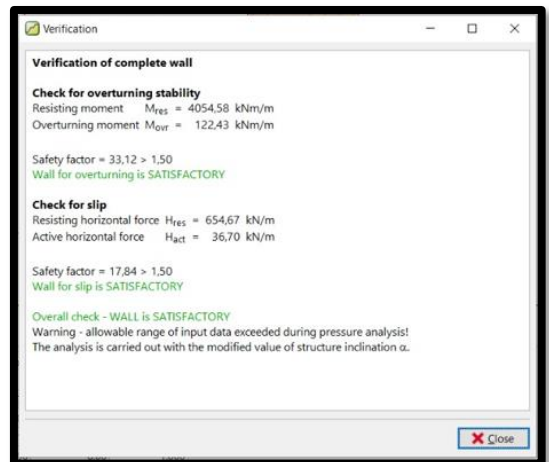 Verification
Verification of complete wall
Check for overturning stability
Resisting moment Mres = 4054,58 kNm/m
Overturning moment Movr = 122,43 kNm/m
Safety factor = 33,12 > 1,50
Wall for overturning is SATISFACTORY
Check for slip
Resisting horizontal force Hres = 654,67 kN/m
Active horizontal force Hact = 36,70 kN/m
Safety factor = 17,84 > 1,50
Wall for slip is SATISFACTORY
Overall check - WALL is SATISFACTORY
Warning - allowable range of input data exceeded during pressure analysis!
The analysis is carried out with the modified value of structure inclination α.
Close